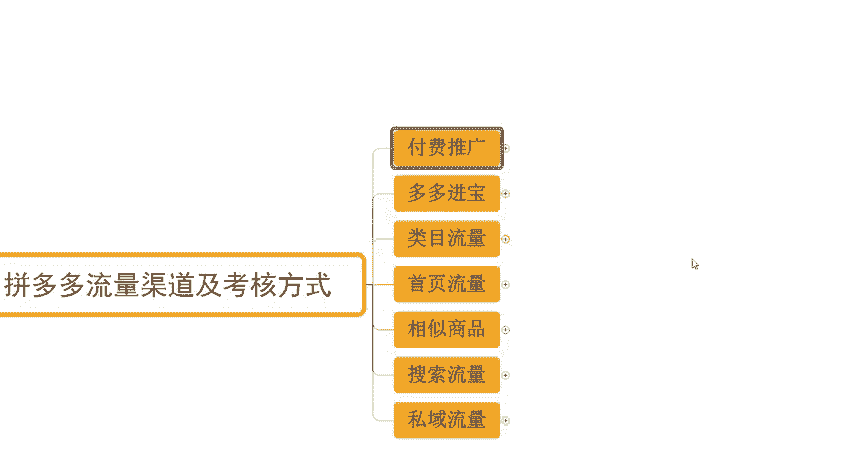 付费推广
多多进宝
类目流量
拼多多流量渠道及考核方式
首页流量
相似商品
搜索流量
私域流量